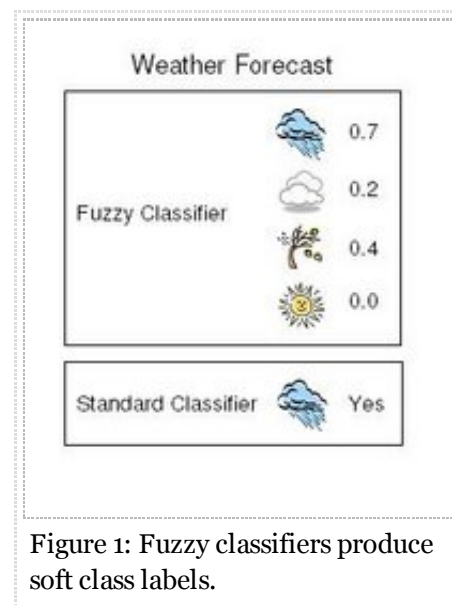 Weather Forecast
0.7
0.2
Fuzzy Classifier
0.4
0.0
Standard Classifier Yes
Figure 1: Fuzzy classifiers produce
soft class labels.